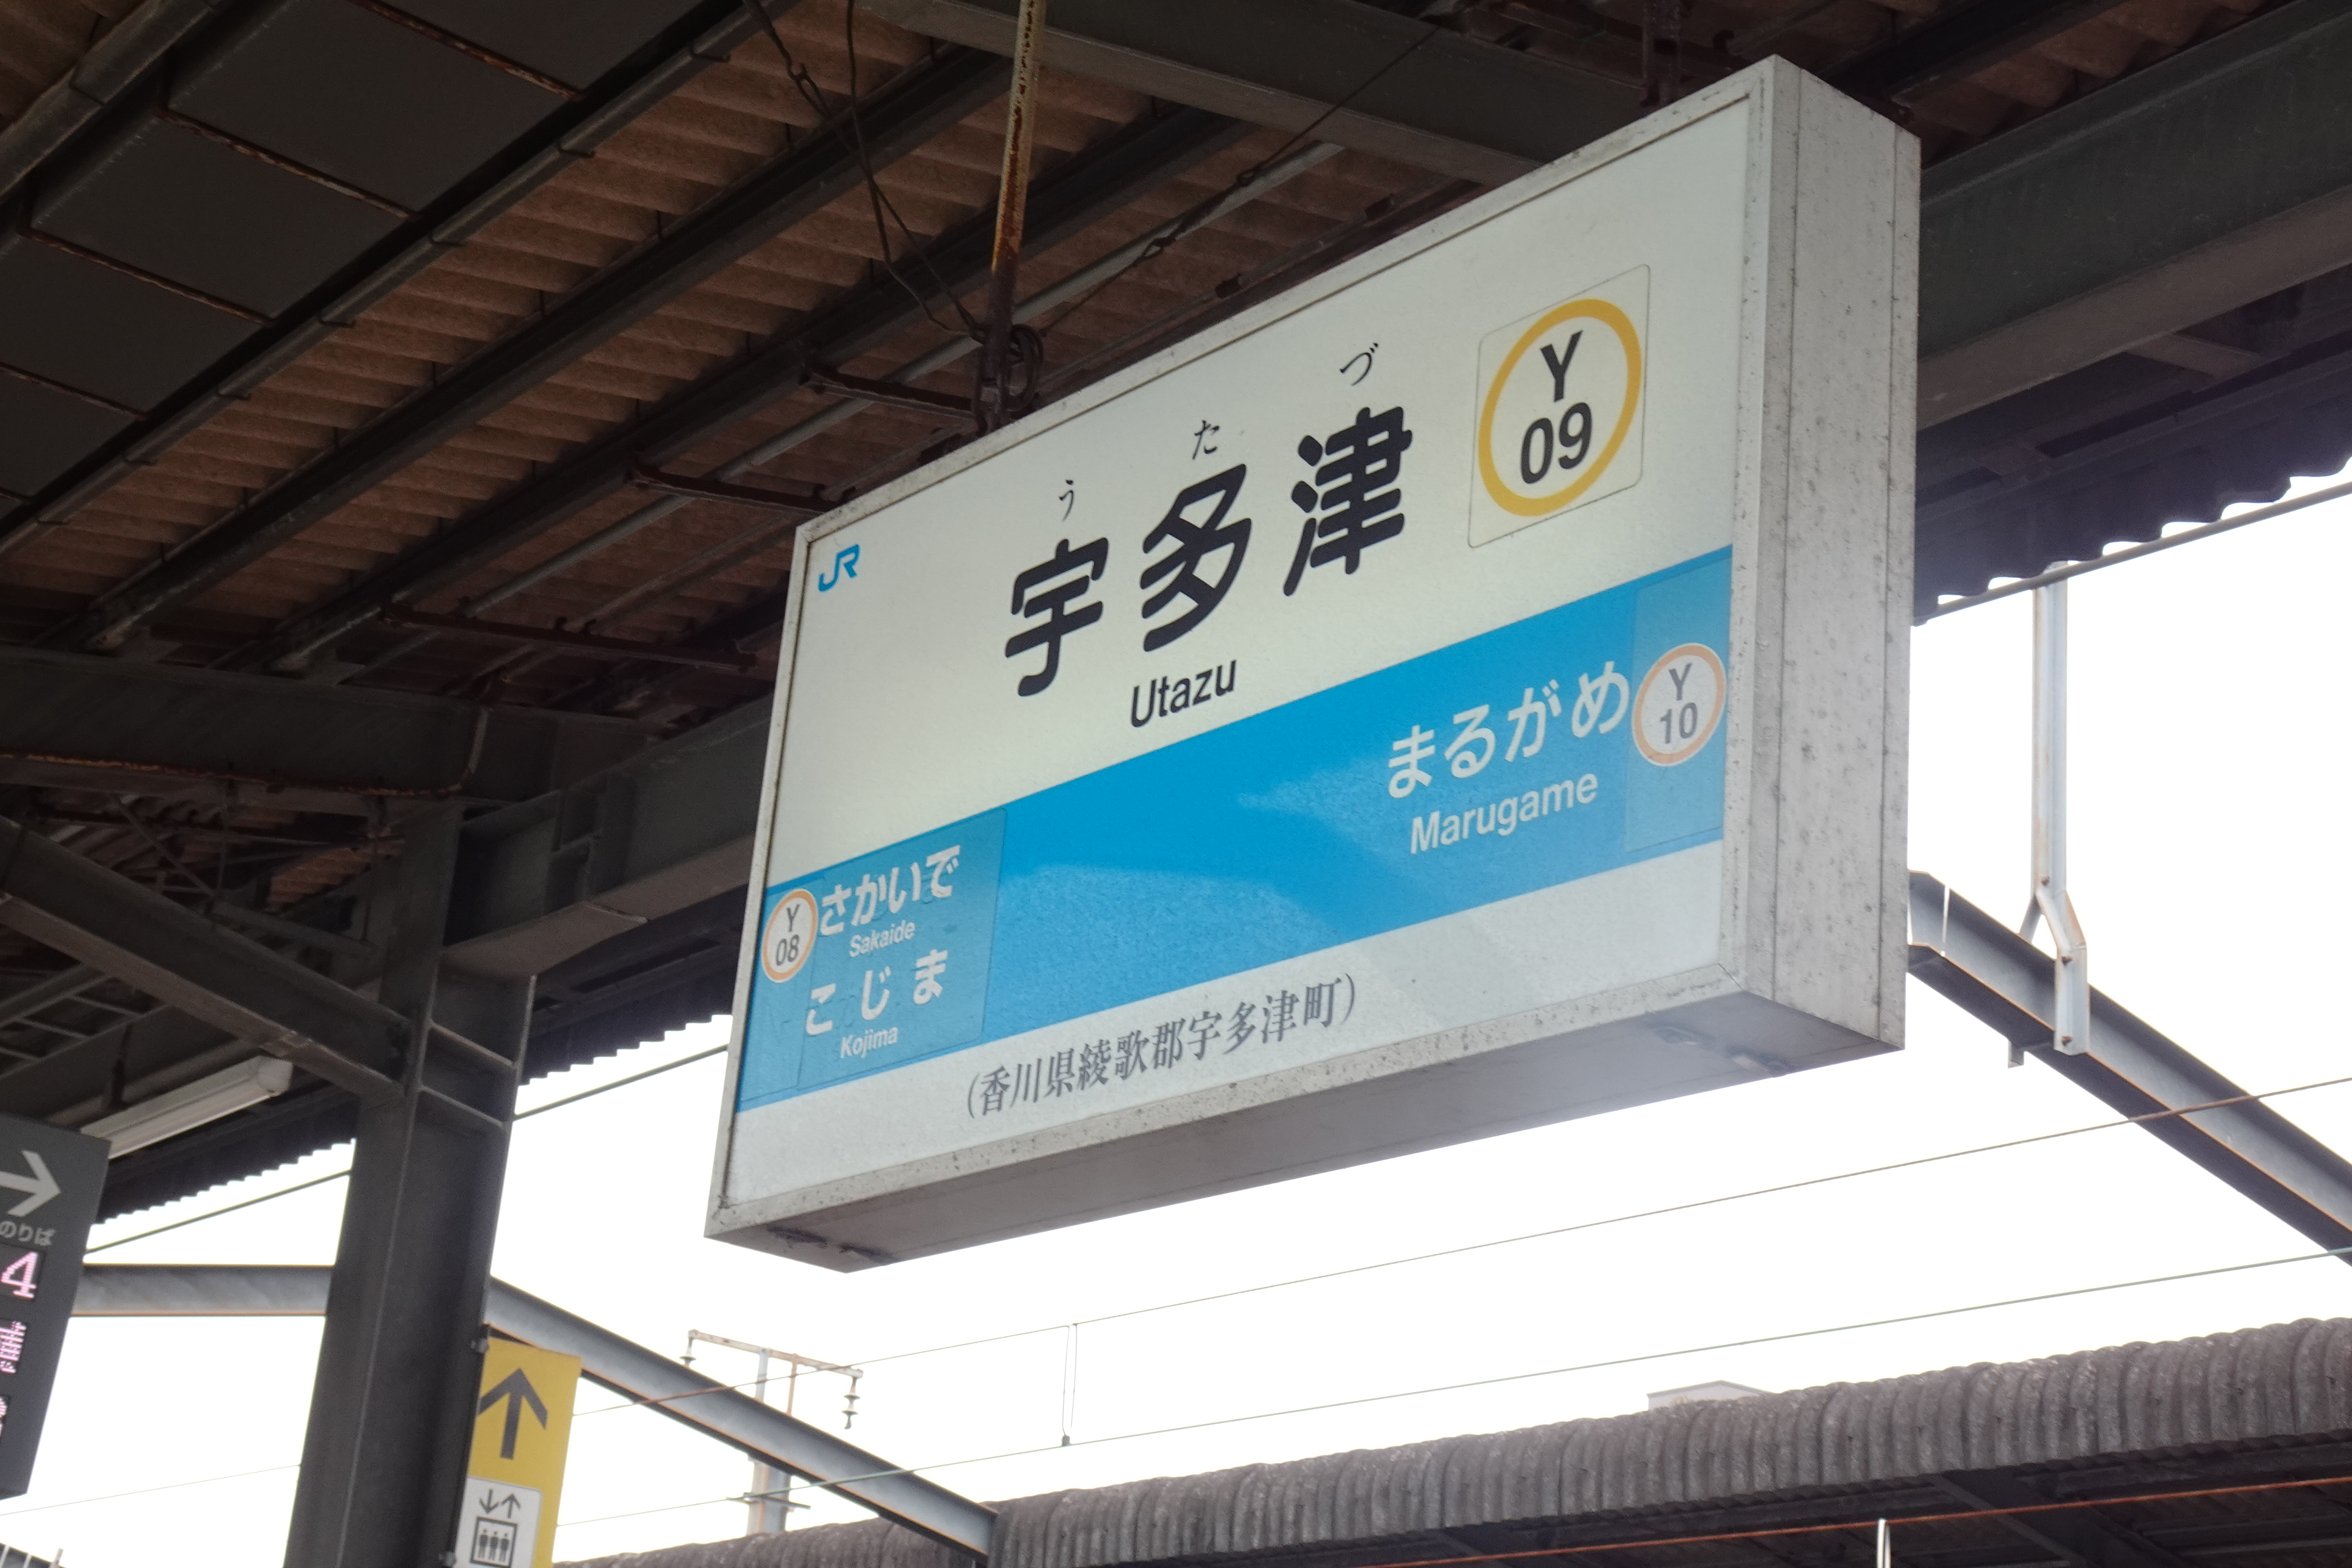 JR
う た づ
宇多津
Utazu
Y
09
まるがめ
Marugame
Y
10
Y
08
さかいで
Sakaide
こじま
Kojima
(香川県綾歌郡宇多津町)
のりば
4